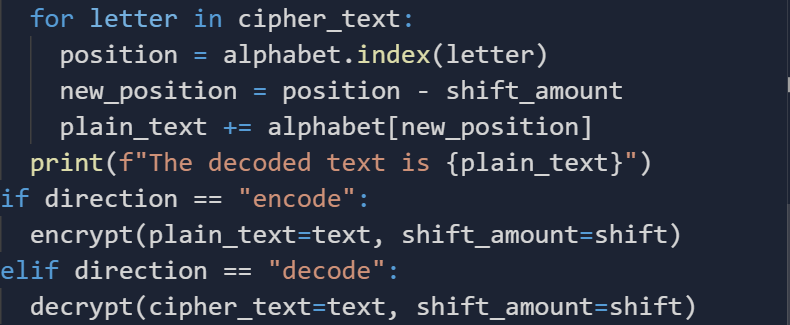 for letter in cipher_text:
position = alphabet.index(letter)
new_position = position - shift_amount
plain_text += alphabet[new_position]
print(f"The decoded text is {plain_text}")
if direction == "encode":
encrypt(plain_text=text, shift_amount=shift)
elif direction == "decode":
decrypt(cipher_text=text, shift_amount=shift)